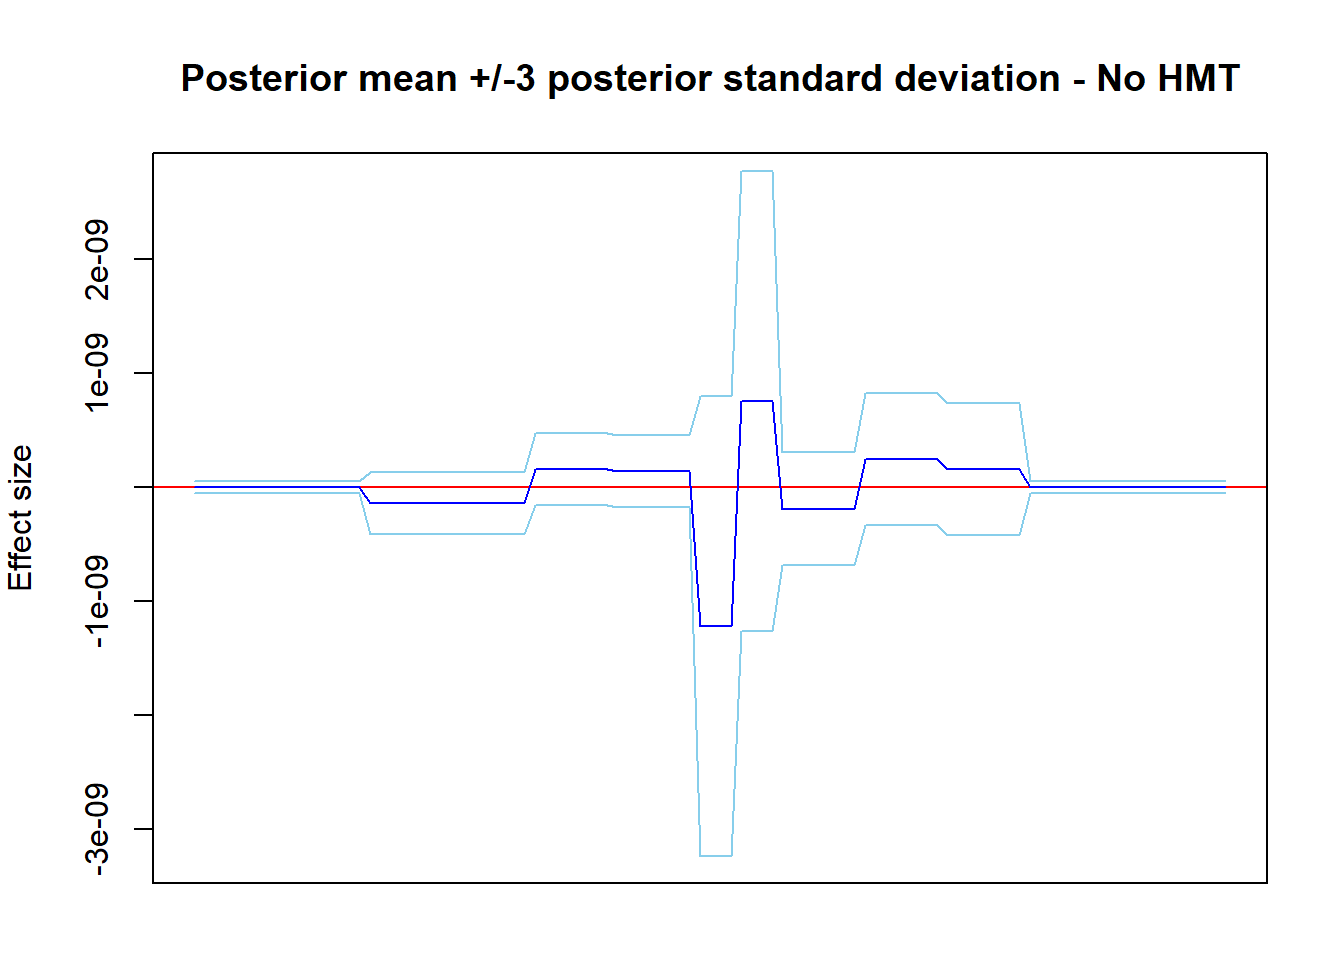 Posterior mean +/-3 posterior standard deviation - No HMT
Effect size
2e-09
1e-09
-1e-09
-3e-09